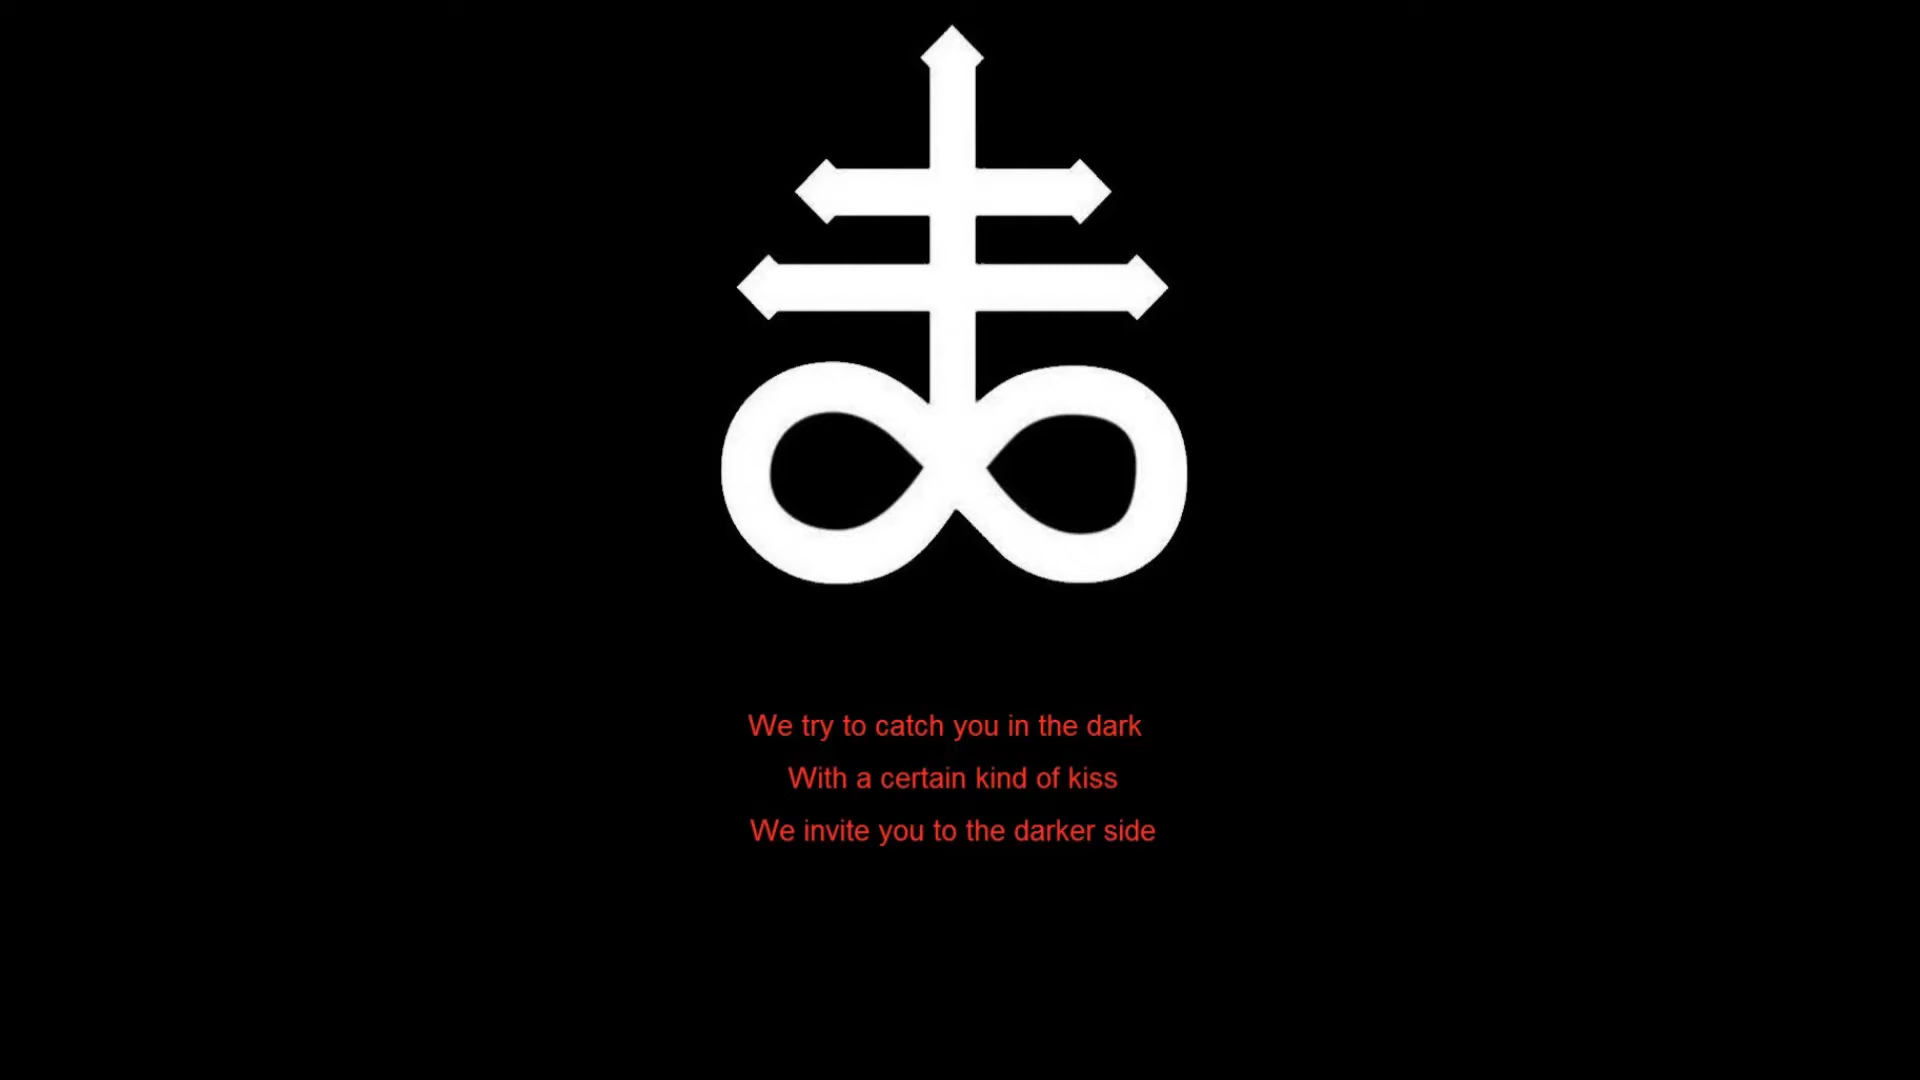 We try to catch you in the dark
With a certain kind of kiss
We invite you to the darker side